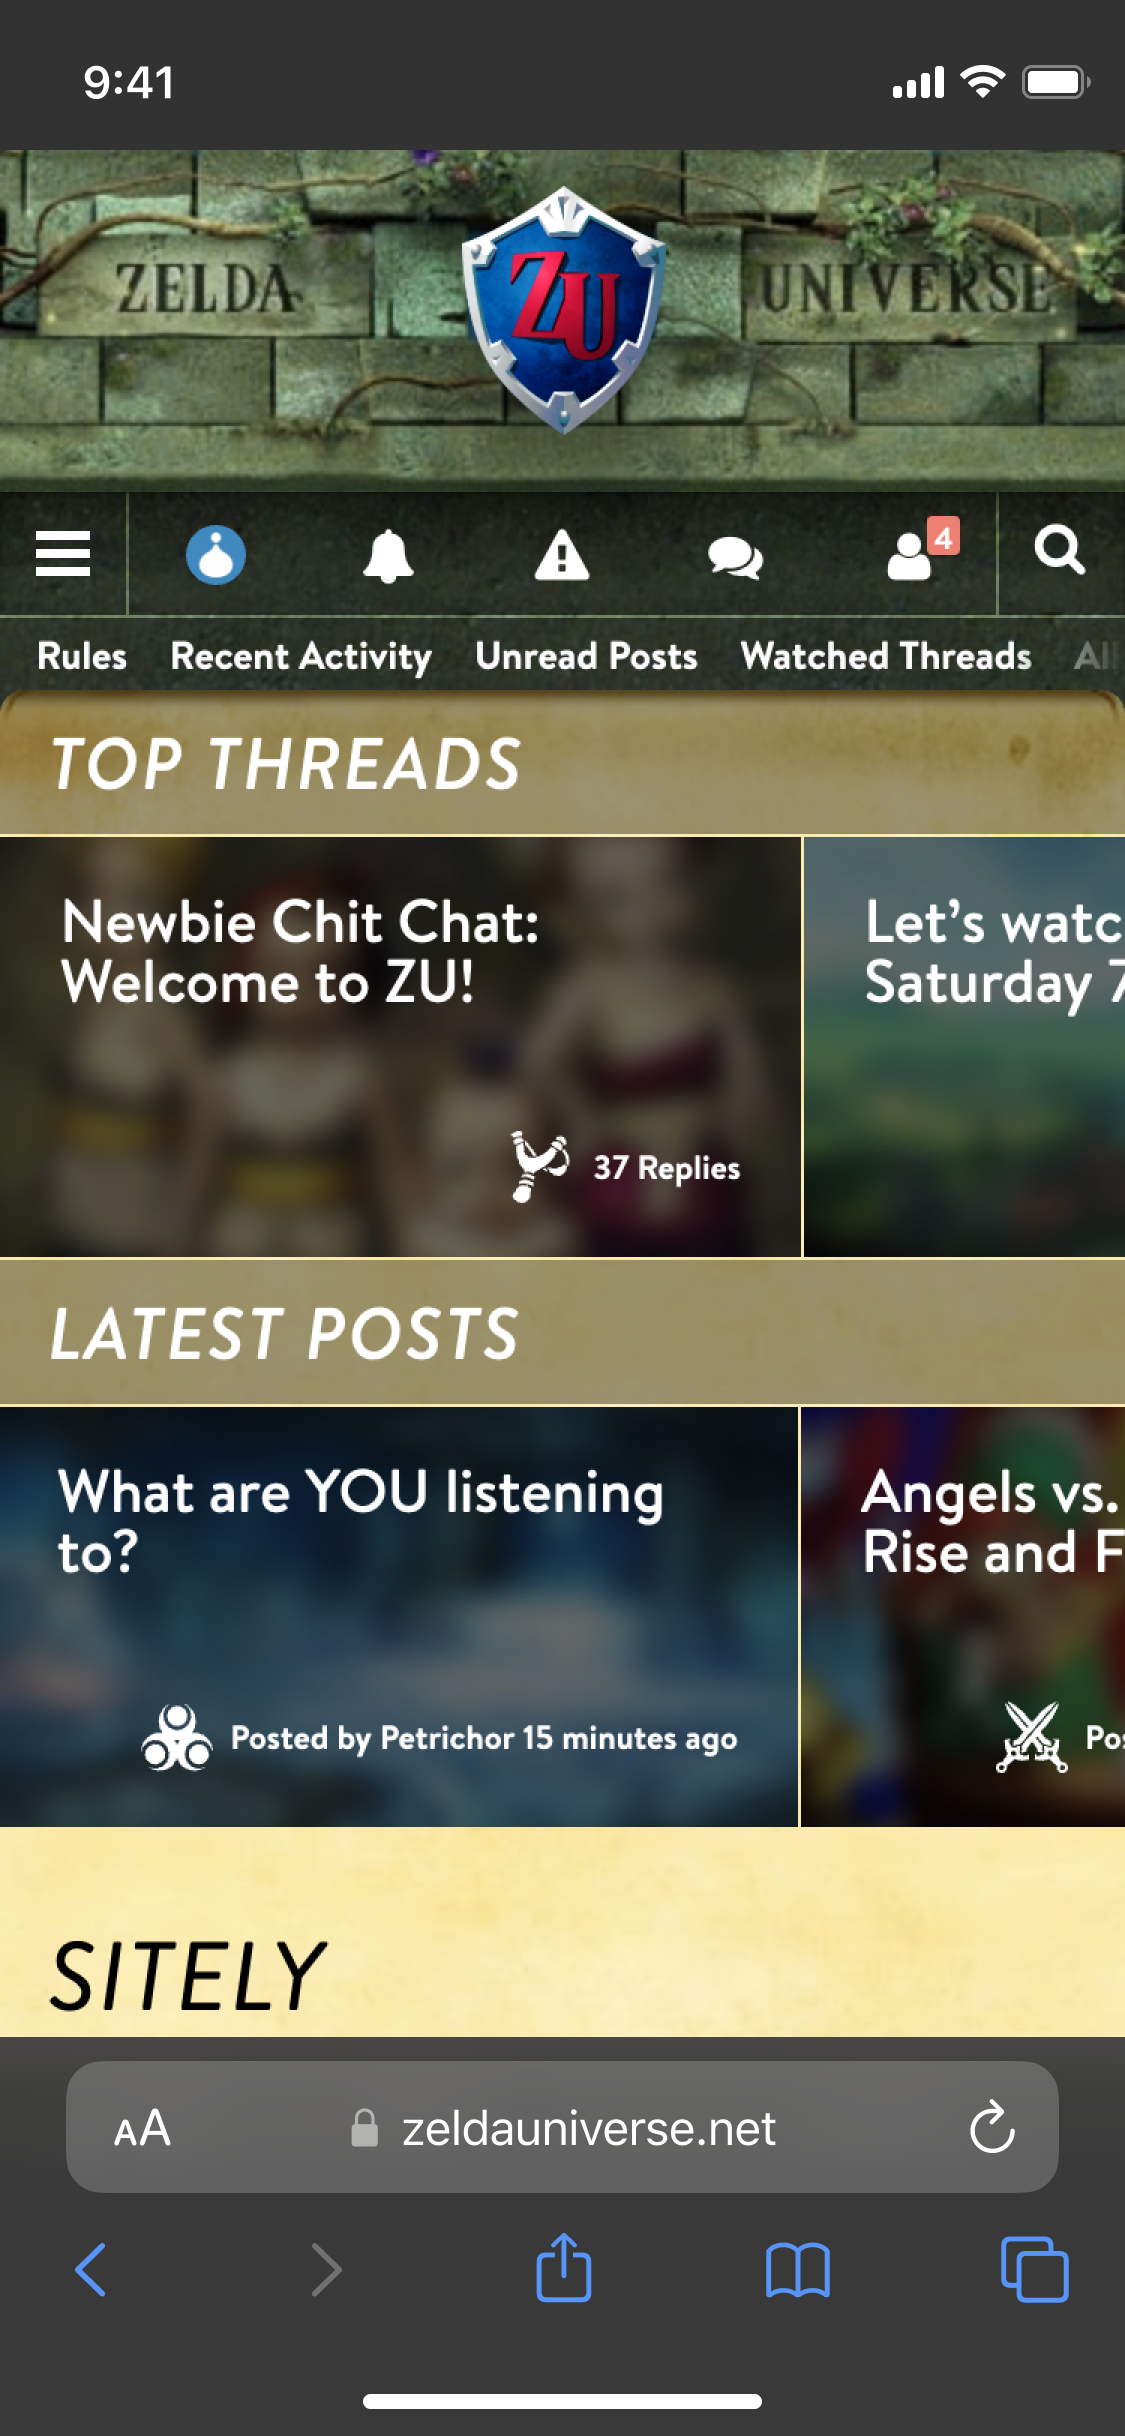 9:41
ZELDA
ZU
UNIVERSE
4
Rules Recent Activity Unread Posts Watched Threads All
TOP THREADS
Newbie Chit Chat:
Welcome to ZU!
37 Replies
Let's watc
Saturday 7
LATEST POSTS
What are YOU listening
to?
Posted by Petrichor 15 minutes ago
Angels vs.
Rise and F
Pos
SITELY
AA zeldauniverse.net